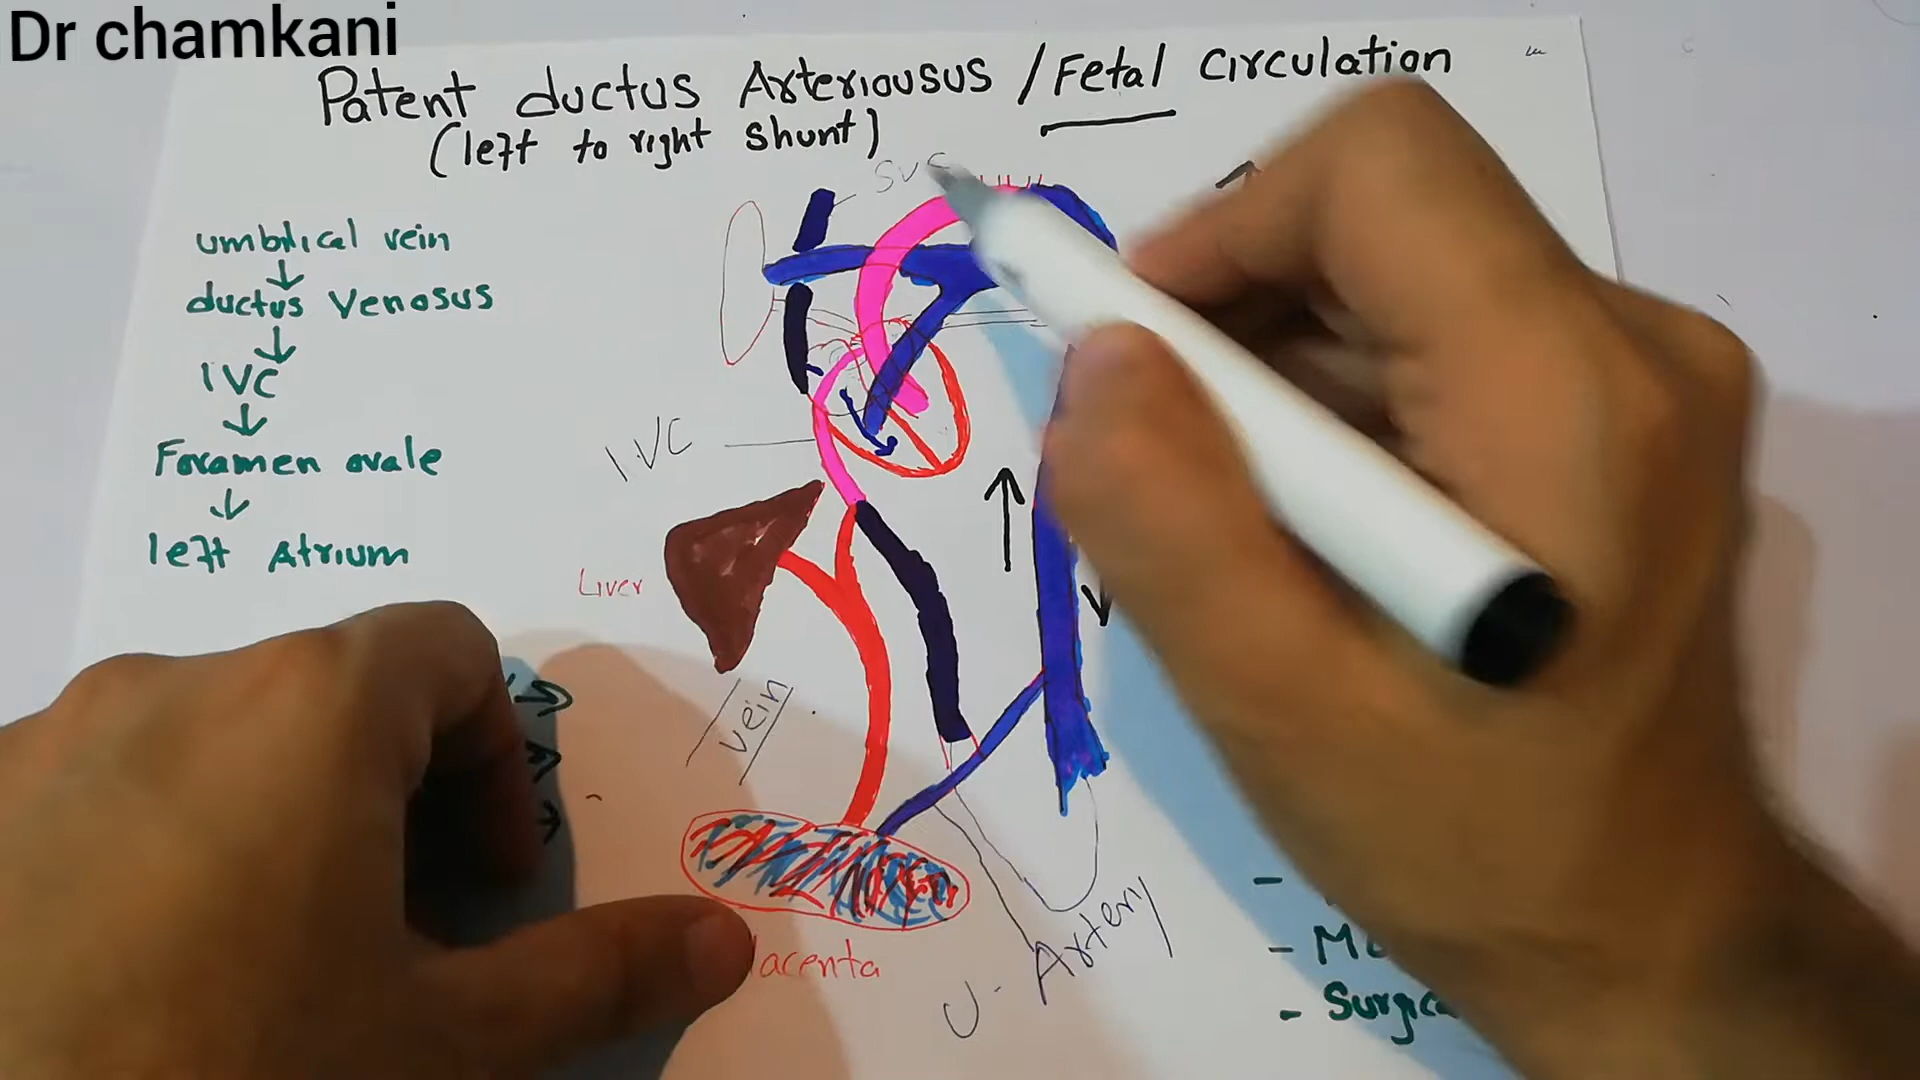 Dr chamkani
Patent ductus Arteriousus / Fetal Circulation
(left to right shunt)
SVC
umbilical vein
ductus Venosus
IVC
Foramen ovale
left Atrium
IVC
Liver
vein
lacenta
U. Artery
- 
- M
- Surgica